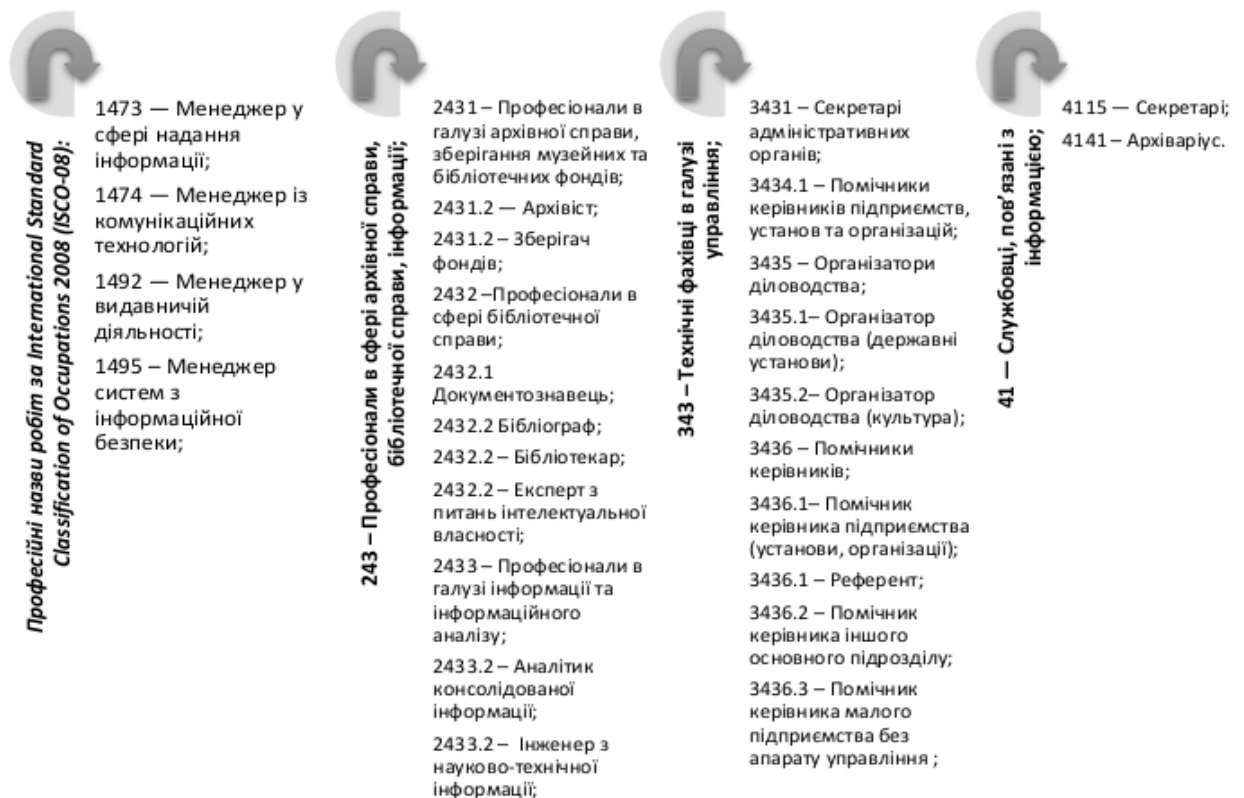 Професійні назви робіт за International Standard
Classification of Occupations 2008 (ISCO-08):
1473 — Менеджер у
сфері надання
інформації;
1474 — Менеджер із
комунікаційних
технологій;
1492 — Менеджер у
видавничій
діяльності;
1495 – Менеджер
систем з
інформаційної
безпеки;
243 – Професіонали в сфері архівної справи,
бібліотечної справи, інформації;
2431 – Професіонали в
галузі архівної справи,
зберігання музейних та
бібліотечних фондів;
2431.2 — Архівіст;
2431.2 – Зберігач
фондів;
2432 –Професіонали в
сфері бібліотечної
справи;
2432.1
Документознавець;
2432.2 Бібліограф;
2432.2 – Бібліотекар;
2432.2 – Експерт з
питань інтелектуальної
власності;
2433 – Професіонали в
галузі інформації та
інформаційного
аналізу;
2433.2 – Аналітик
консолідованої
інформації;
2433.2 – Інженер з
науково-технічної
інформації;
343 – Технічні фахівці в галузі
управління;
3431 – Секретарі
адміністративних
органів;
3434.1 – Помічники
керівників підприємств,
установ та організацій;
3435 – Організатори
діловодства;
3435.1– Організатор
діловодства (державні
установи);
3435.2– Організатор
діловодства (культура);
3436 – Помічники
керівників;
3436.1– Помічник
керівника підприємства
(установи, організації);
3436.1 – Референт;
3436.2 – Помічник
керівника іншого
основного підрозділу;
3436.3 – Помічник
керівника малого
підприємства без
апарату управління ;
41 — Службовці, пов’язані з
інформацією;
4115 — Секретарі;
4141 – Архіваріус.